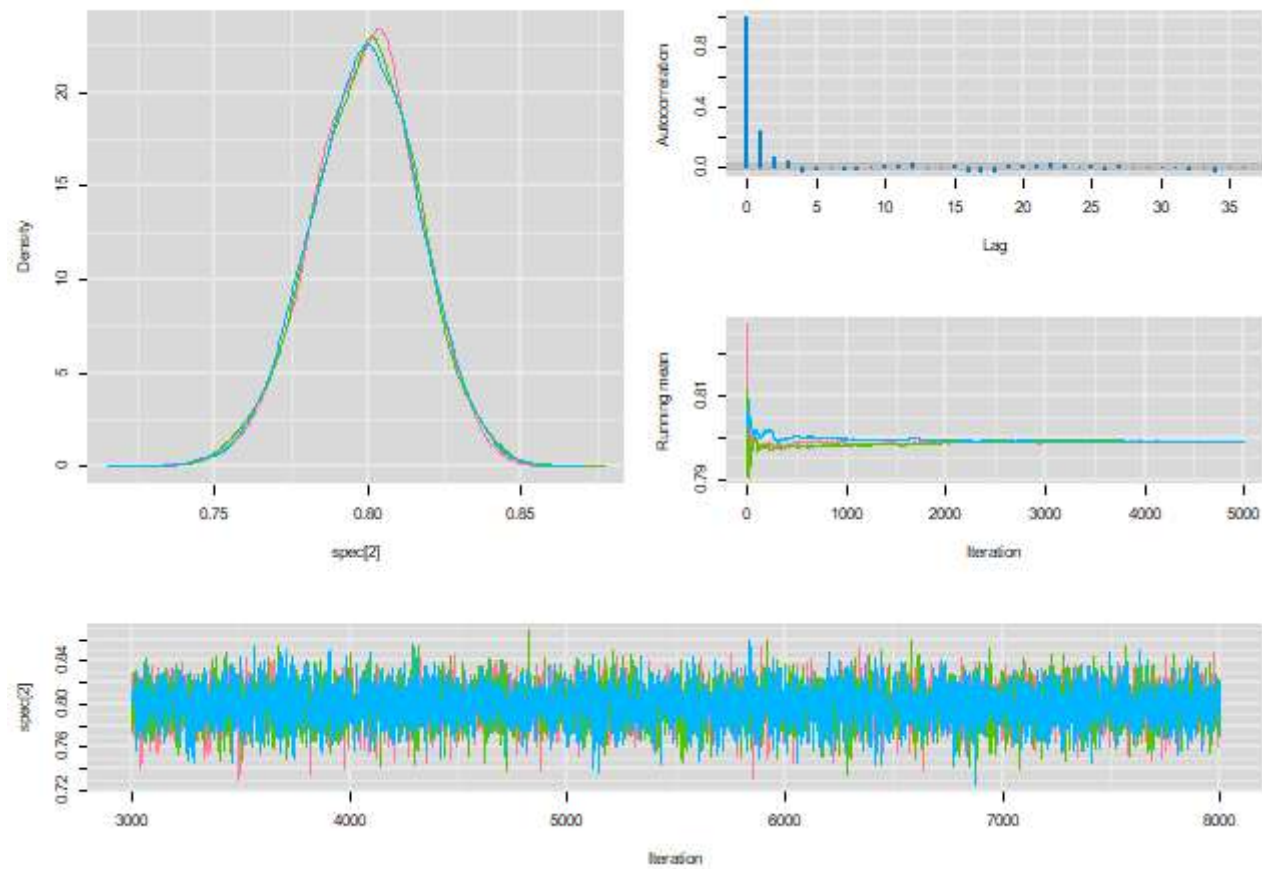 Density
20
15
10
5
0
0.75 0.80 0.85
spec[2]
Autocorrelation
0.8
0.4
0.0
0 5 10 15 20 25 30 35
Lag
Running mean
0.81
0.79
0 1000 2000 3000 4000 5000
Iteration
spec[2]
0.84
0.80
0.76
0.72
3000 4000 5000 6000 7000 8000
Iteration